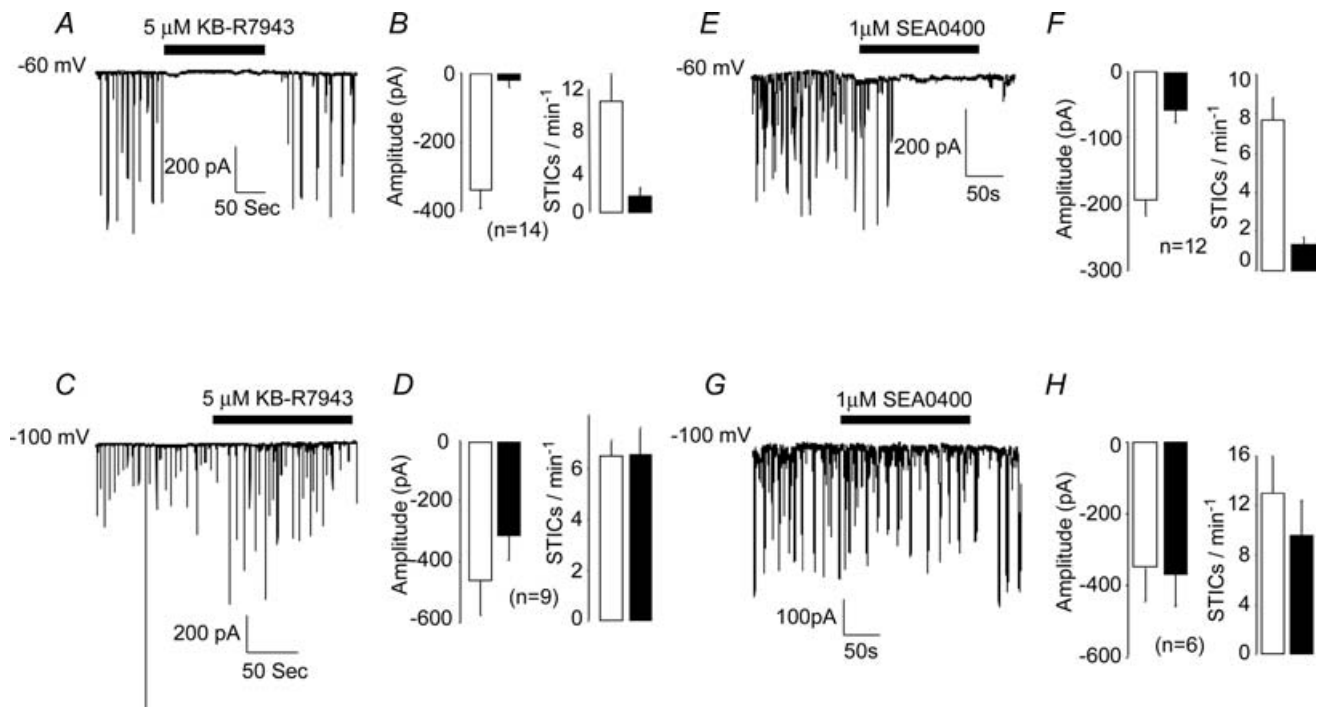 A
5 μM KB-R7943
-60 mV
200 pA
50 Sec
B
Amplitude (pA)
0
-200
-400
(n=14)
STICs / min⁻¹
12
8
4
0
E
1μM SEA0400
-60 mV
200 pA
50s
F
Amplitude (pA)
0
-100
-200
-300
n=12
STICs / min⁻¹
10
8
6
4
2
0
C
5 μM KB-R7943
-100 mV
200 pA
50 Sec
D
Amplitude (pA)
0
-200
-400
-600
(n=9)
STICs / min⁻¹
6
4
2
0
G
1μM SEA0400
-100 mV
100pA
50s
H
Amplitude (pA)
0
-200
-400
-600
(n=6)
STICs / min⁻¹
16
12
8
4
0